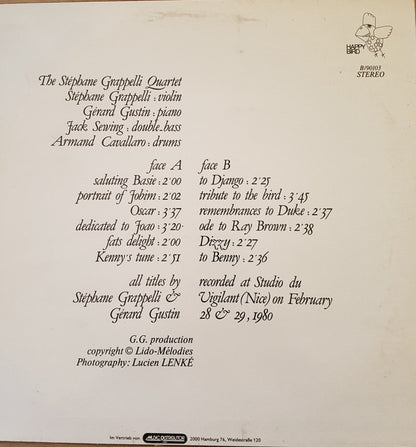 HAPPY
BIRD
B/90103
STEREO
The Stéphane Grappelli Quartet
Stéphane Grappelli : violin
Gérard Gustin : piano
Jack Sewing : double_bass
Armand Cavallaro : drums
face A
saluting Basie : 2'00
portrait of Jobim : 2'02
Oscar : 3'37
dedicated to Joao : 3'20
fats delight : 2'00
Kenny's tune : 2'51
face B
to Django : 2'25
tribute to the bird : 3'45
remembrances to Duke : 2'37
ode to Ray Brown : 2'38
Dizzy : 2'27
to Benny : 2'36
all titles by
Stéphane Grappelli &
Gérard Gustin
recorded at Studio du
Vigilant (Nice) on February
28 & 29, 1980
G.G. production
copyright © Lido-Mélodies
Photography : Lucien LENKÉ
Im Vertrieb von MUSIC DISTRIBUTOR 2000 Hamburg 76, Weidestraße 120